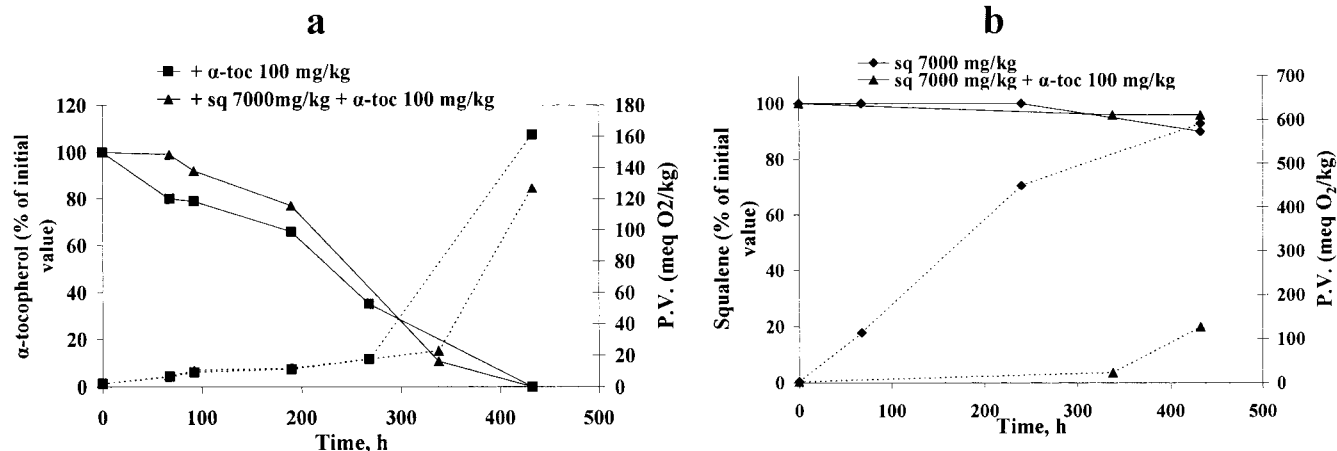 a
+ α-toc 100 mg/kg
+ sq 7000mg/kg + α-toc 100 mg/kg
α-tocopherol (% of initial
value)
120
100
80
60
40
20
0
180
160
140
120
100
80
60
40
20
0
P.V. (meq O2/kg)
0 100 200 300 400 500
Time, h
b
sq 7000 mg/kg
sq 7000 mg/kg + α-toc 100 mg/kg
Squalene (% of initial
value)
100
80
60
40
20
0
700
600
500
400
300
200
100
0
P.V. (meq O₂/kg)
0 100 200 300 400 500
Time, h